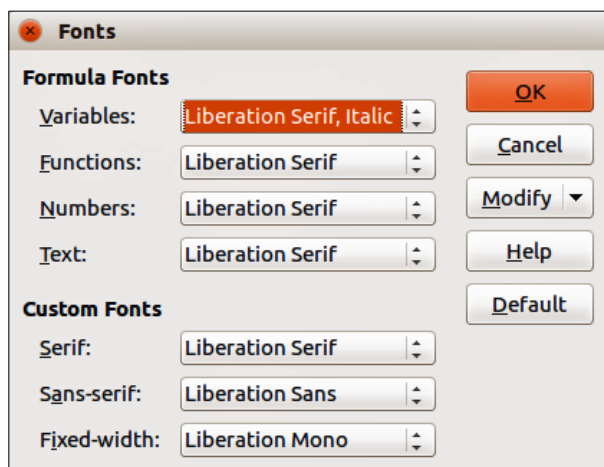 Fonts
Formula Fonts
Variables: Liberation Serif, Italic
Functions: Liberation Serif
Numbers: Liberation Serif
Text: Liberation Serif
Custom Fonts
Serif: Liberation Serif
Sans-serif: Liberation Sans
Fixed-width: Liberation Mono
OK
Cancel
Modify
Help
Default